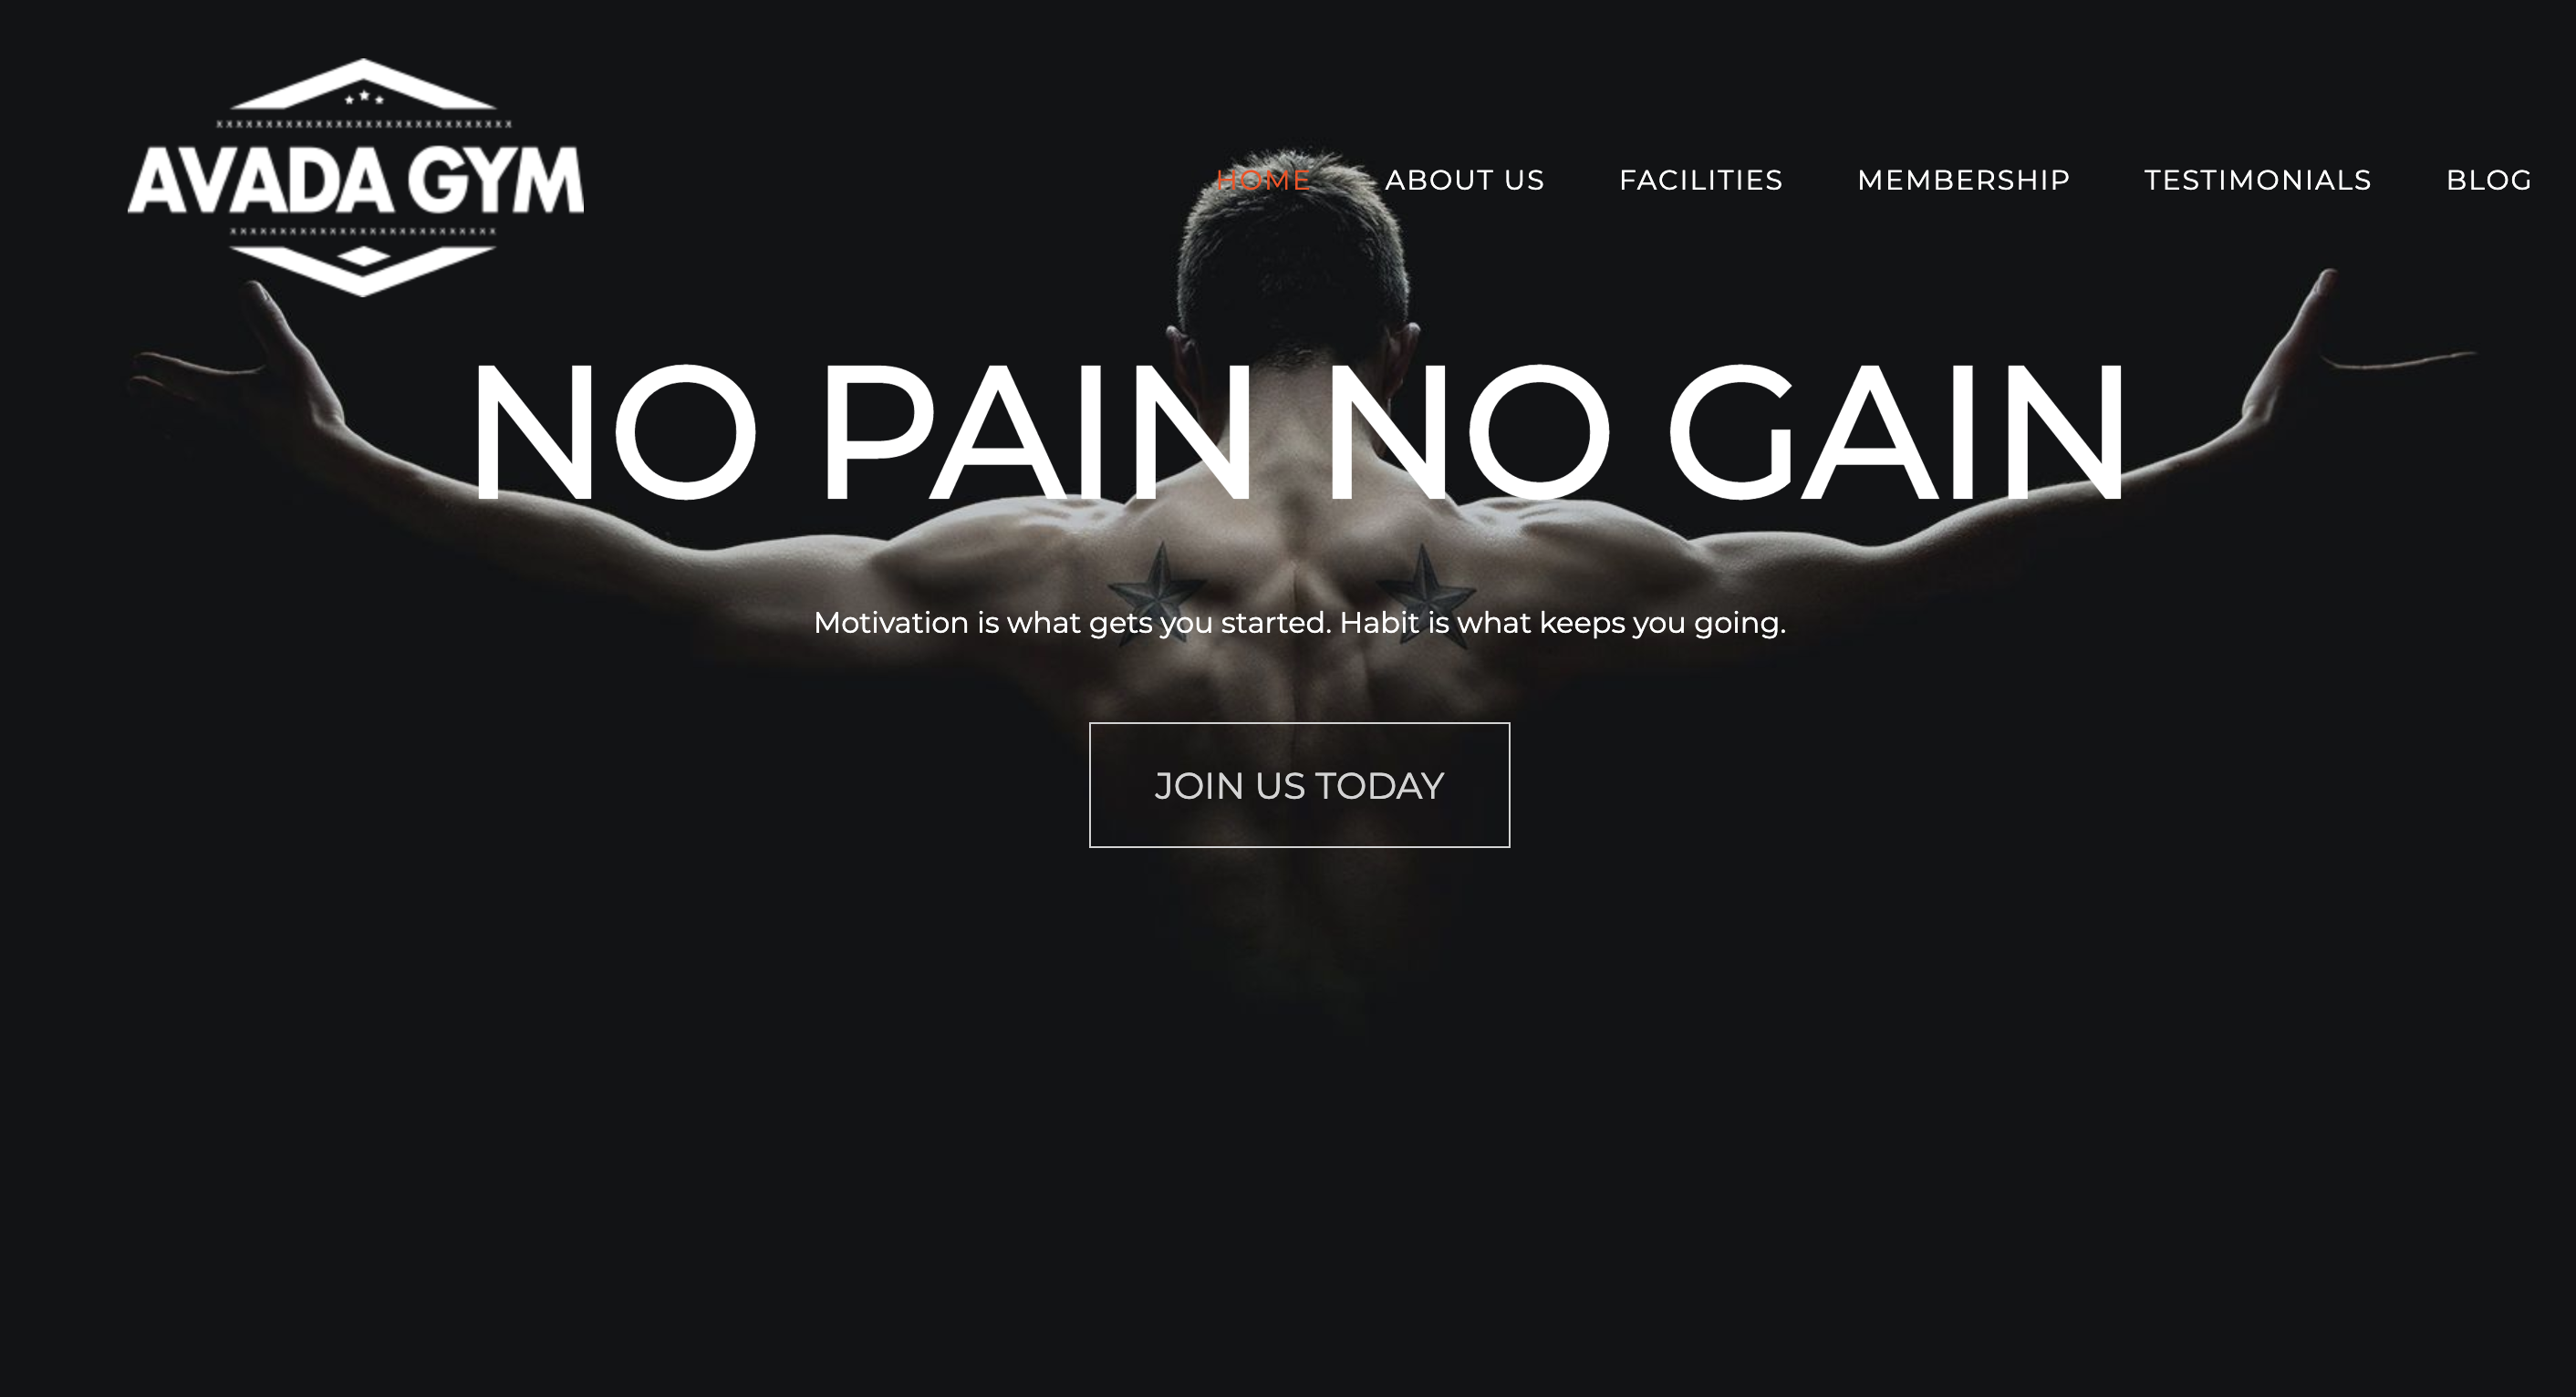 AVADA GYM
HOME ABOUT US FACILITIES MEMBERSHIP TESTIMONIALS BLOG
NO PAIN NO GAIN
Motivation is what gets you started. Habit is what keeps you going.
JOIN US TODAY